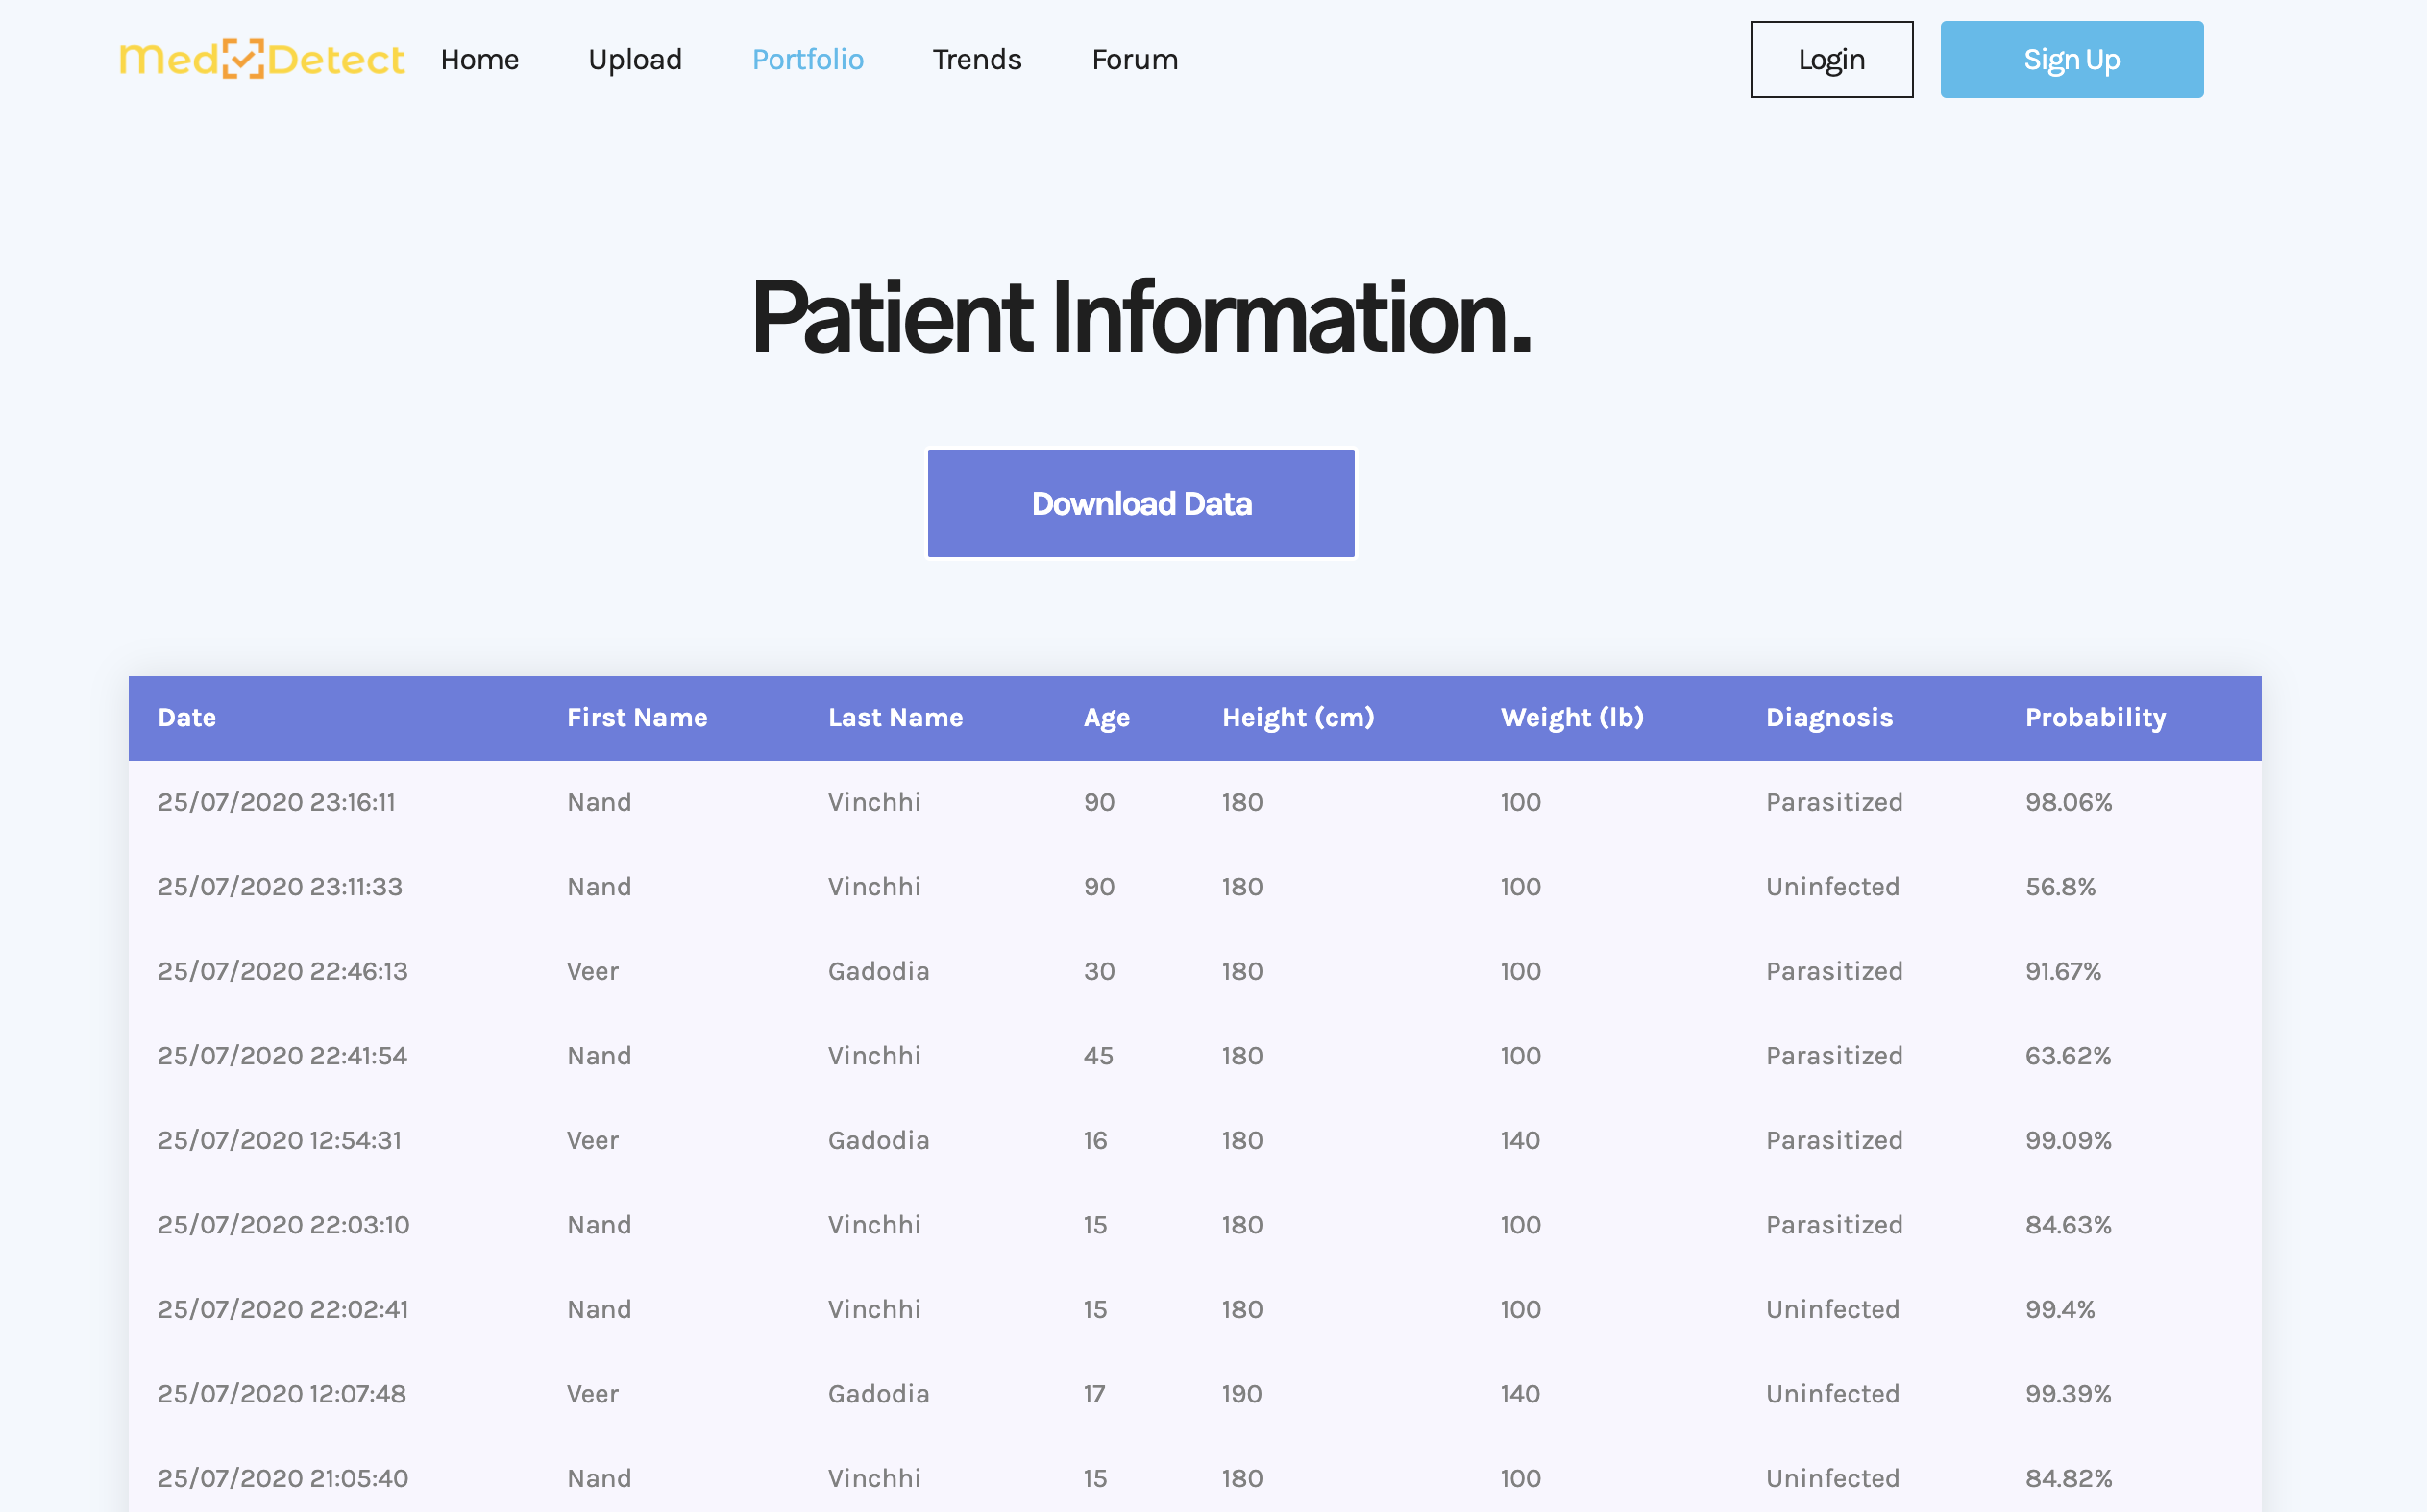 Med Detect Home Upload Portfolio Trends Forum Login Sign Up
Patient Information.
Download Data
Date First Name Last Name Age Height (cm) Weight (lb) Diagnosis Probability
25/07/2020 23:16:11 Nand Vinchhi 90 180 100 Parasitized 98.06%
25/07/2020 23:11:33 Nand Vinchhi 90 180 100 Uninfected 56.8%
25/07/2020 22:46:13 Veer Gadodia 30 180 100 Parasitized 91.67%
25/07/2020 22:41:54 Nand Vinchhi 45 180 100 Parasitized 63.62%
25/07/2020 12:54:31 Veer Gadodia 16 180 140 Parasitized 99.09%
25/07/2020 22:03:10 Nand Vinchhi 15 180 100 Parasitized 84.63%
25/07/2020 22:02:41 Nand Vinchhi 15 180 100 Uninfected 99.4%
25/07/2020 12:07:48 Veer Gadodia 17 190 140 Uninfected 99.39%
25/07/2020 21:05:40 Nand Vinchhi 15 180 100 Uninfected 84.82%